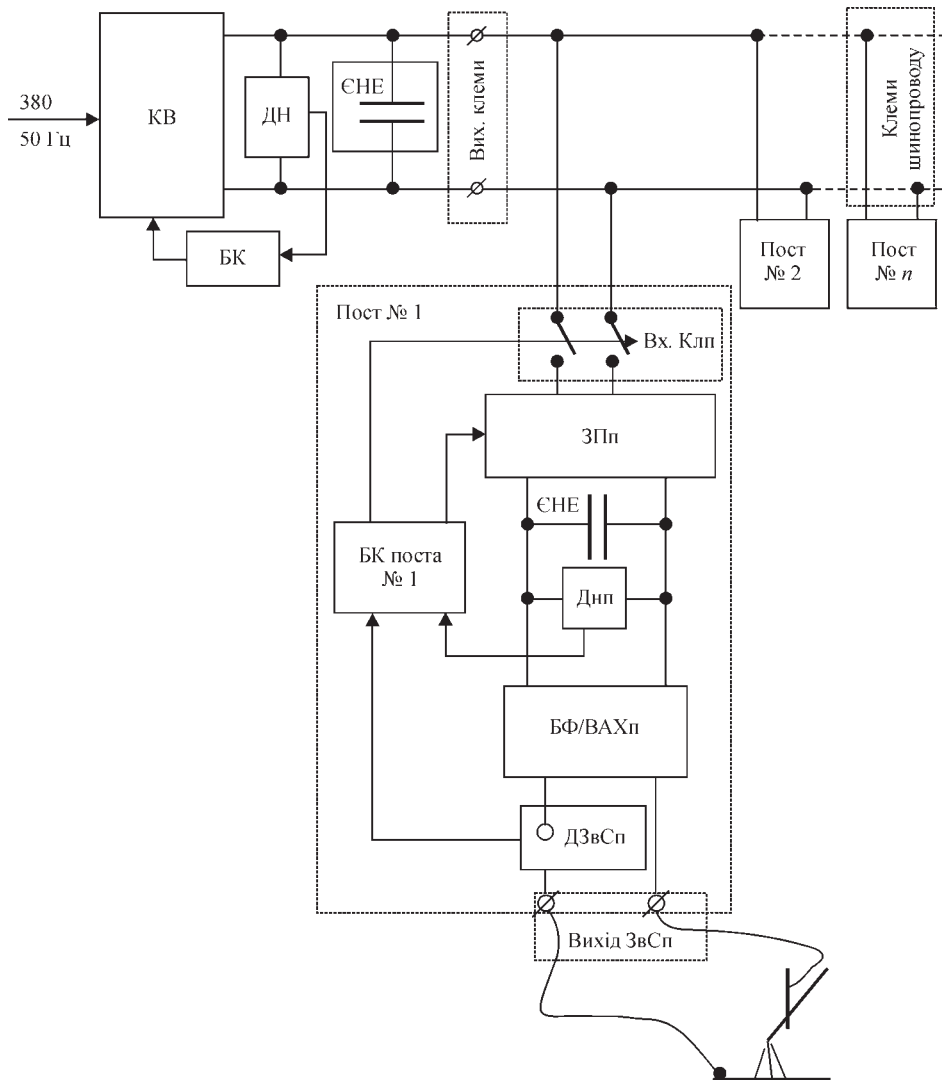 380
50 Гц
КВ
ДН
ЄНЕ
Вих. клеми
Клеми
шинопроводу
БК
Пост
№ 2
Пост
№ n
Пост № 1
Вх. Клп
ЗПп
ЄНЕ
БК поста
№ 1
Днп
БФ/ВАХп
ДЗвСп
Вихід ЗвСп